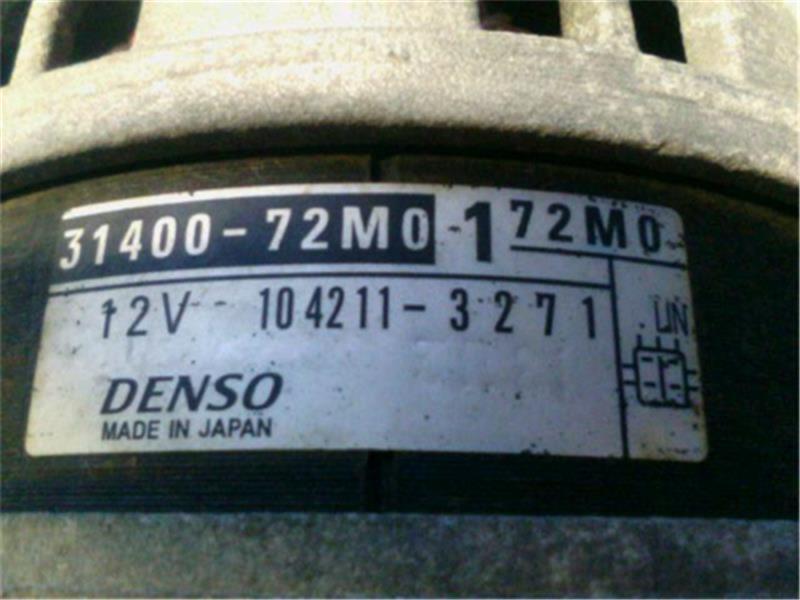 31400-72M0-1 72M0
12V 104211-3271
LIN
DENSO
MADE IN JAPAN